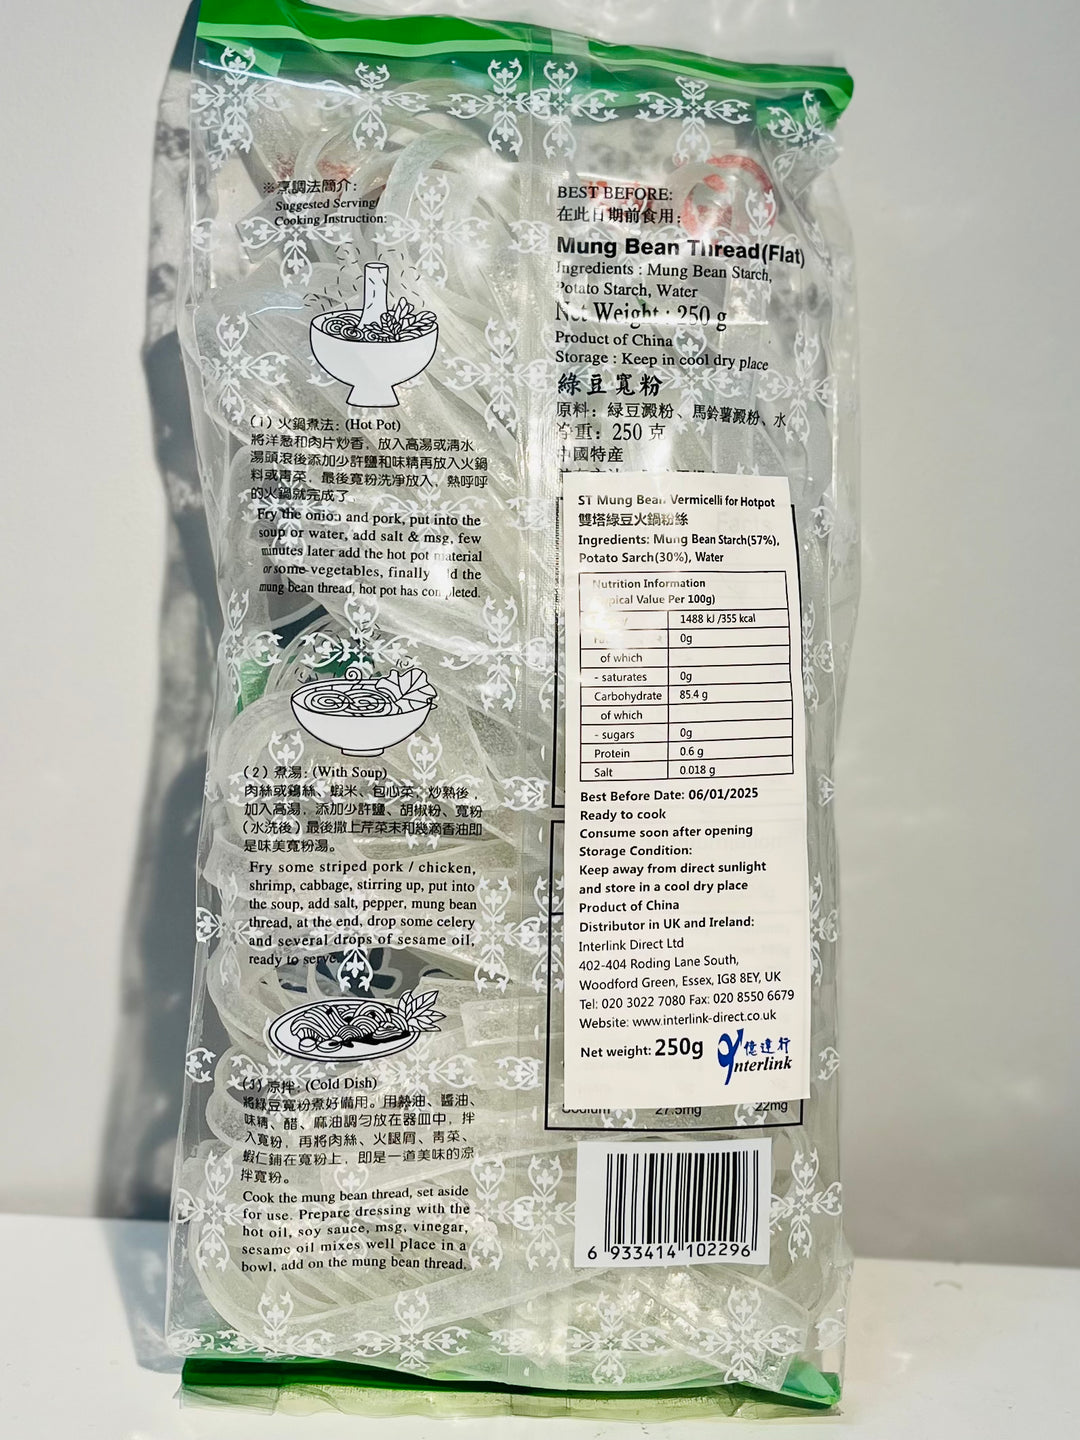 ※烹調法簡介:
Suggested Serving/
Cooking Instruction:
(1) 火鍋煮法: (Hot Pot)
將洋葱和肉片炒香，放入高湯或清水
湯頭滾後添加少許鹽和味精再放入火鍋
料或青菜，最後寬粉洗净放入，熱呼呼
的火鍋就完成了
Fry the onion and pork, put into the
soup or water, add salt & msg, few
minutes later add the hot pot material
or some vegetables, finally add the
mung bean thread, hot pot has completed.
(2) 煮湯: (With Soup)
肉絲或鷄絲、蝦米、包心菜，炒熟後，
加入高湯，添加少許鹽、胡椒粉、寬粉
(水洗後) 最後撒上芹菜末和幾滴香油即
是味美寬粉湯。
Fry some striped pork / chicken,
shrimp, cabbage, stirring up, put into
the soup, add salt, pepper, mung bean
thread, at the end, drop some celery
and several drops of sesame oil,
ready to serve.
(3) 涼拌: (Cold Dish)
將綠豆寬粉煮好備用。用熱油、醬油、
味精、醋、麻油調勻放在器皿中，拌
入寬粉，再將肉絲、火腿屑、青菜、
蝦仁鋪在寬粉上，即是一道美味的涼
拌寬粉。
Cook the mung bean thread, set aside
for use. Prepare dressing with the
hot oil, soy sauce, msg, vinegar,
sesame oil mixes well place in a
bowl, add on the mung bean thread.
BEST BEFORE:
在此日期前食用:
Mung Bean Thread(Flat)
Ingredients : Mung Bean Starch,
Potato Starch, Water
Net Weight : 250 g
Product of China
Storage : Keep in cool dry place
綠豆寬粉
原料: 緑豆澱粉、馬鈴薯澱粉、水
净重: 250 克
中國特産
ST Mung Bean Vermicelli for Hotpot
雙塔綠豆火鍋粉絲
Ingredients: Mung Bean Starch(57%),
Potato Sarch(30%), Water
Nutrition Information
Typical Value Per 100g)
1488 kJ /355 kcal
0g
of which
- saturates 0g
Carbohydrate 85.4 g
of which
- sugars 0g
Protein 0.6 g
Salt 0.018 g
Best Before Date: 06/01/2025
Ready to cook
Consume soon after opening
Storage Condition:
Keep away from direct sunlight
and store in a cool dry place
Product of China
Distributor in UK and Ireland:
Interlink Direct Ltd
402-404 Roding Lane South,
Woodford Green, Essex, IG8 8EY, UK
Tel: 020 3022 7080 Fax: 020 8550 6679
Website: www.interlink-direct.co.uk
Net weight: 250g
億達行
Interlink
Sodium 27.5mg 22mg
6 933414 102296